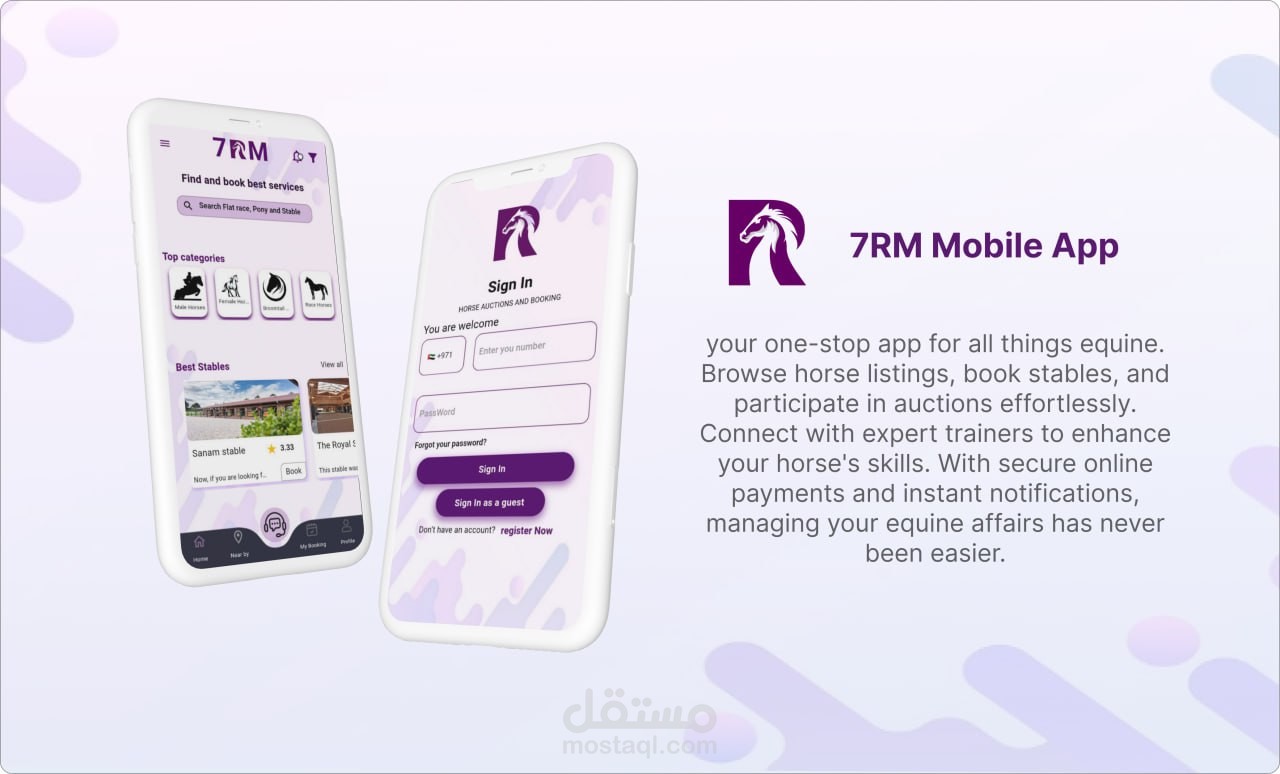 7RM
Find and book best services
Search Flat race, Pony and Stable
Top categories
Male Horses
Female Hor...
Broomtail ...
Race Horses
Best Stables
View all
Sanam stable
3.33
Now, if you are looking f...
Book
The Royal S
This stable was
Home
Near by
My Booking
Profile
R
Sign In
HORSE AUCTIONS AND BOOKING
You are welcome
+971
Enter you number
PassWord
Forgot your password?
Sign In
Sign In as a guest
Don't have an account? register Now
R
7RM Mobile App
your one-stop app for all things equine.
Browse horse listings, book stables, and
participate in auctions effortlessly.
Connect with expert trainers to enhance
your horse's skills. With secure online
payments and instant notifications,
managing your equine affairs has never
been easier.
مستقل
mostaql.com